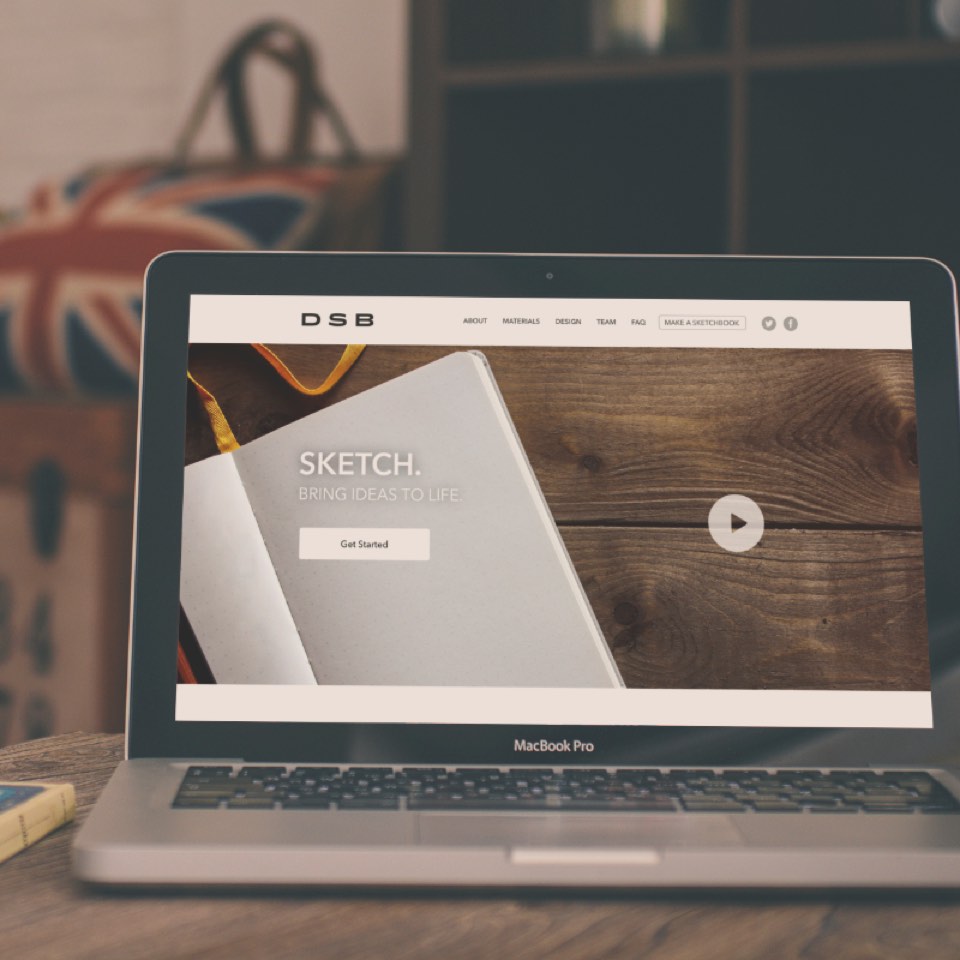 DSB
ABOUT MATERIALS DESIGN TEAM FAQ MAKE A SKETCHBOOK
SKETCH.
BRING IDEAS TO LIFE.
Get Started
MacBook Pro